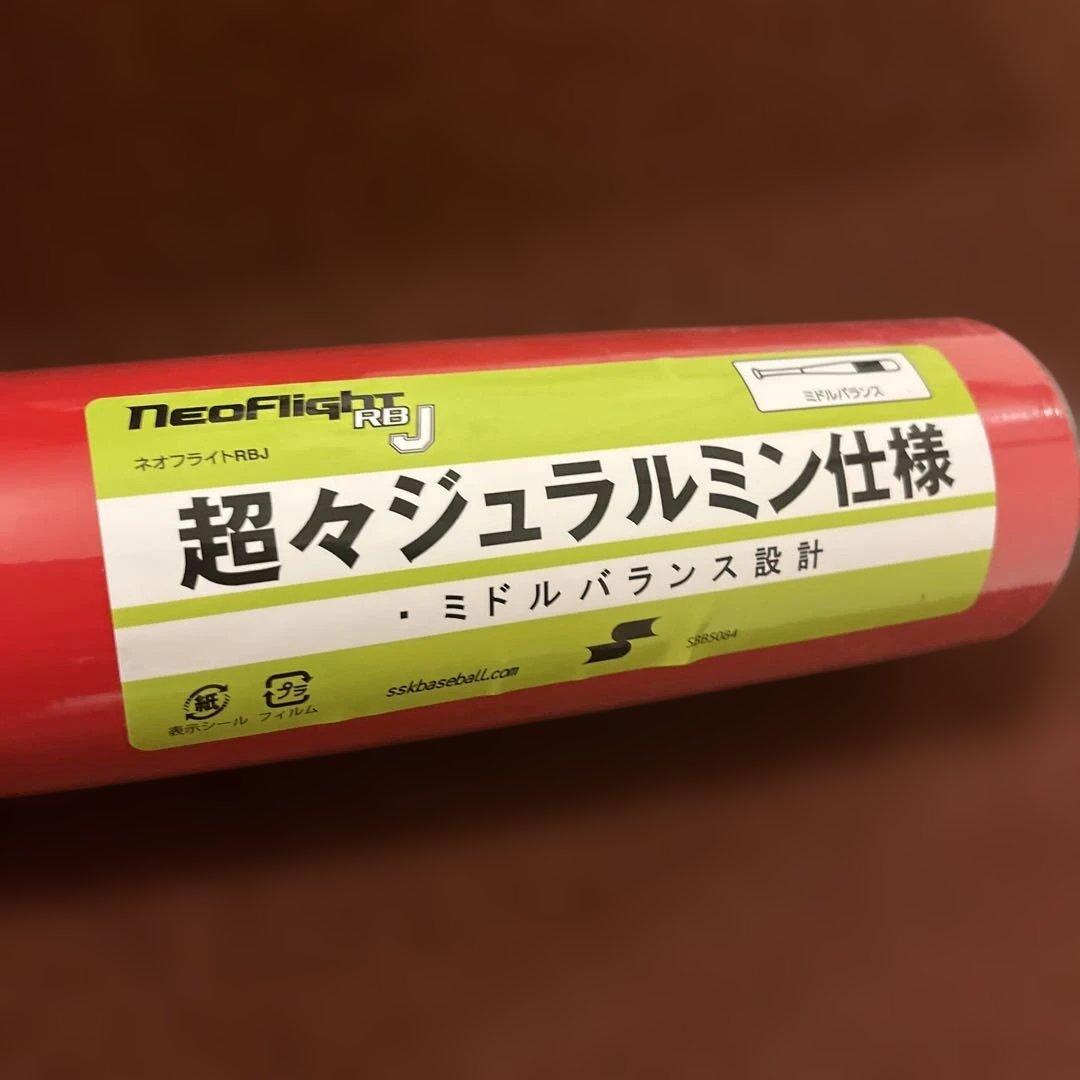 NeoFlight RBJ
ミドルバランス
ネオフライトRBJ
超々ジュラルミン仕様
・ミドルバランス設計
紙
表示シール
プラ
フィルム
sskbaseball.com
S
SBBS084